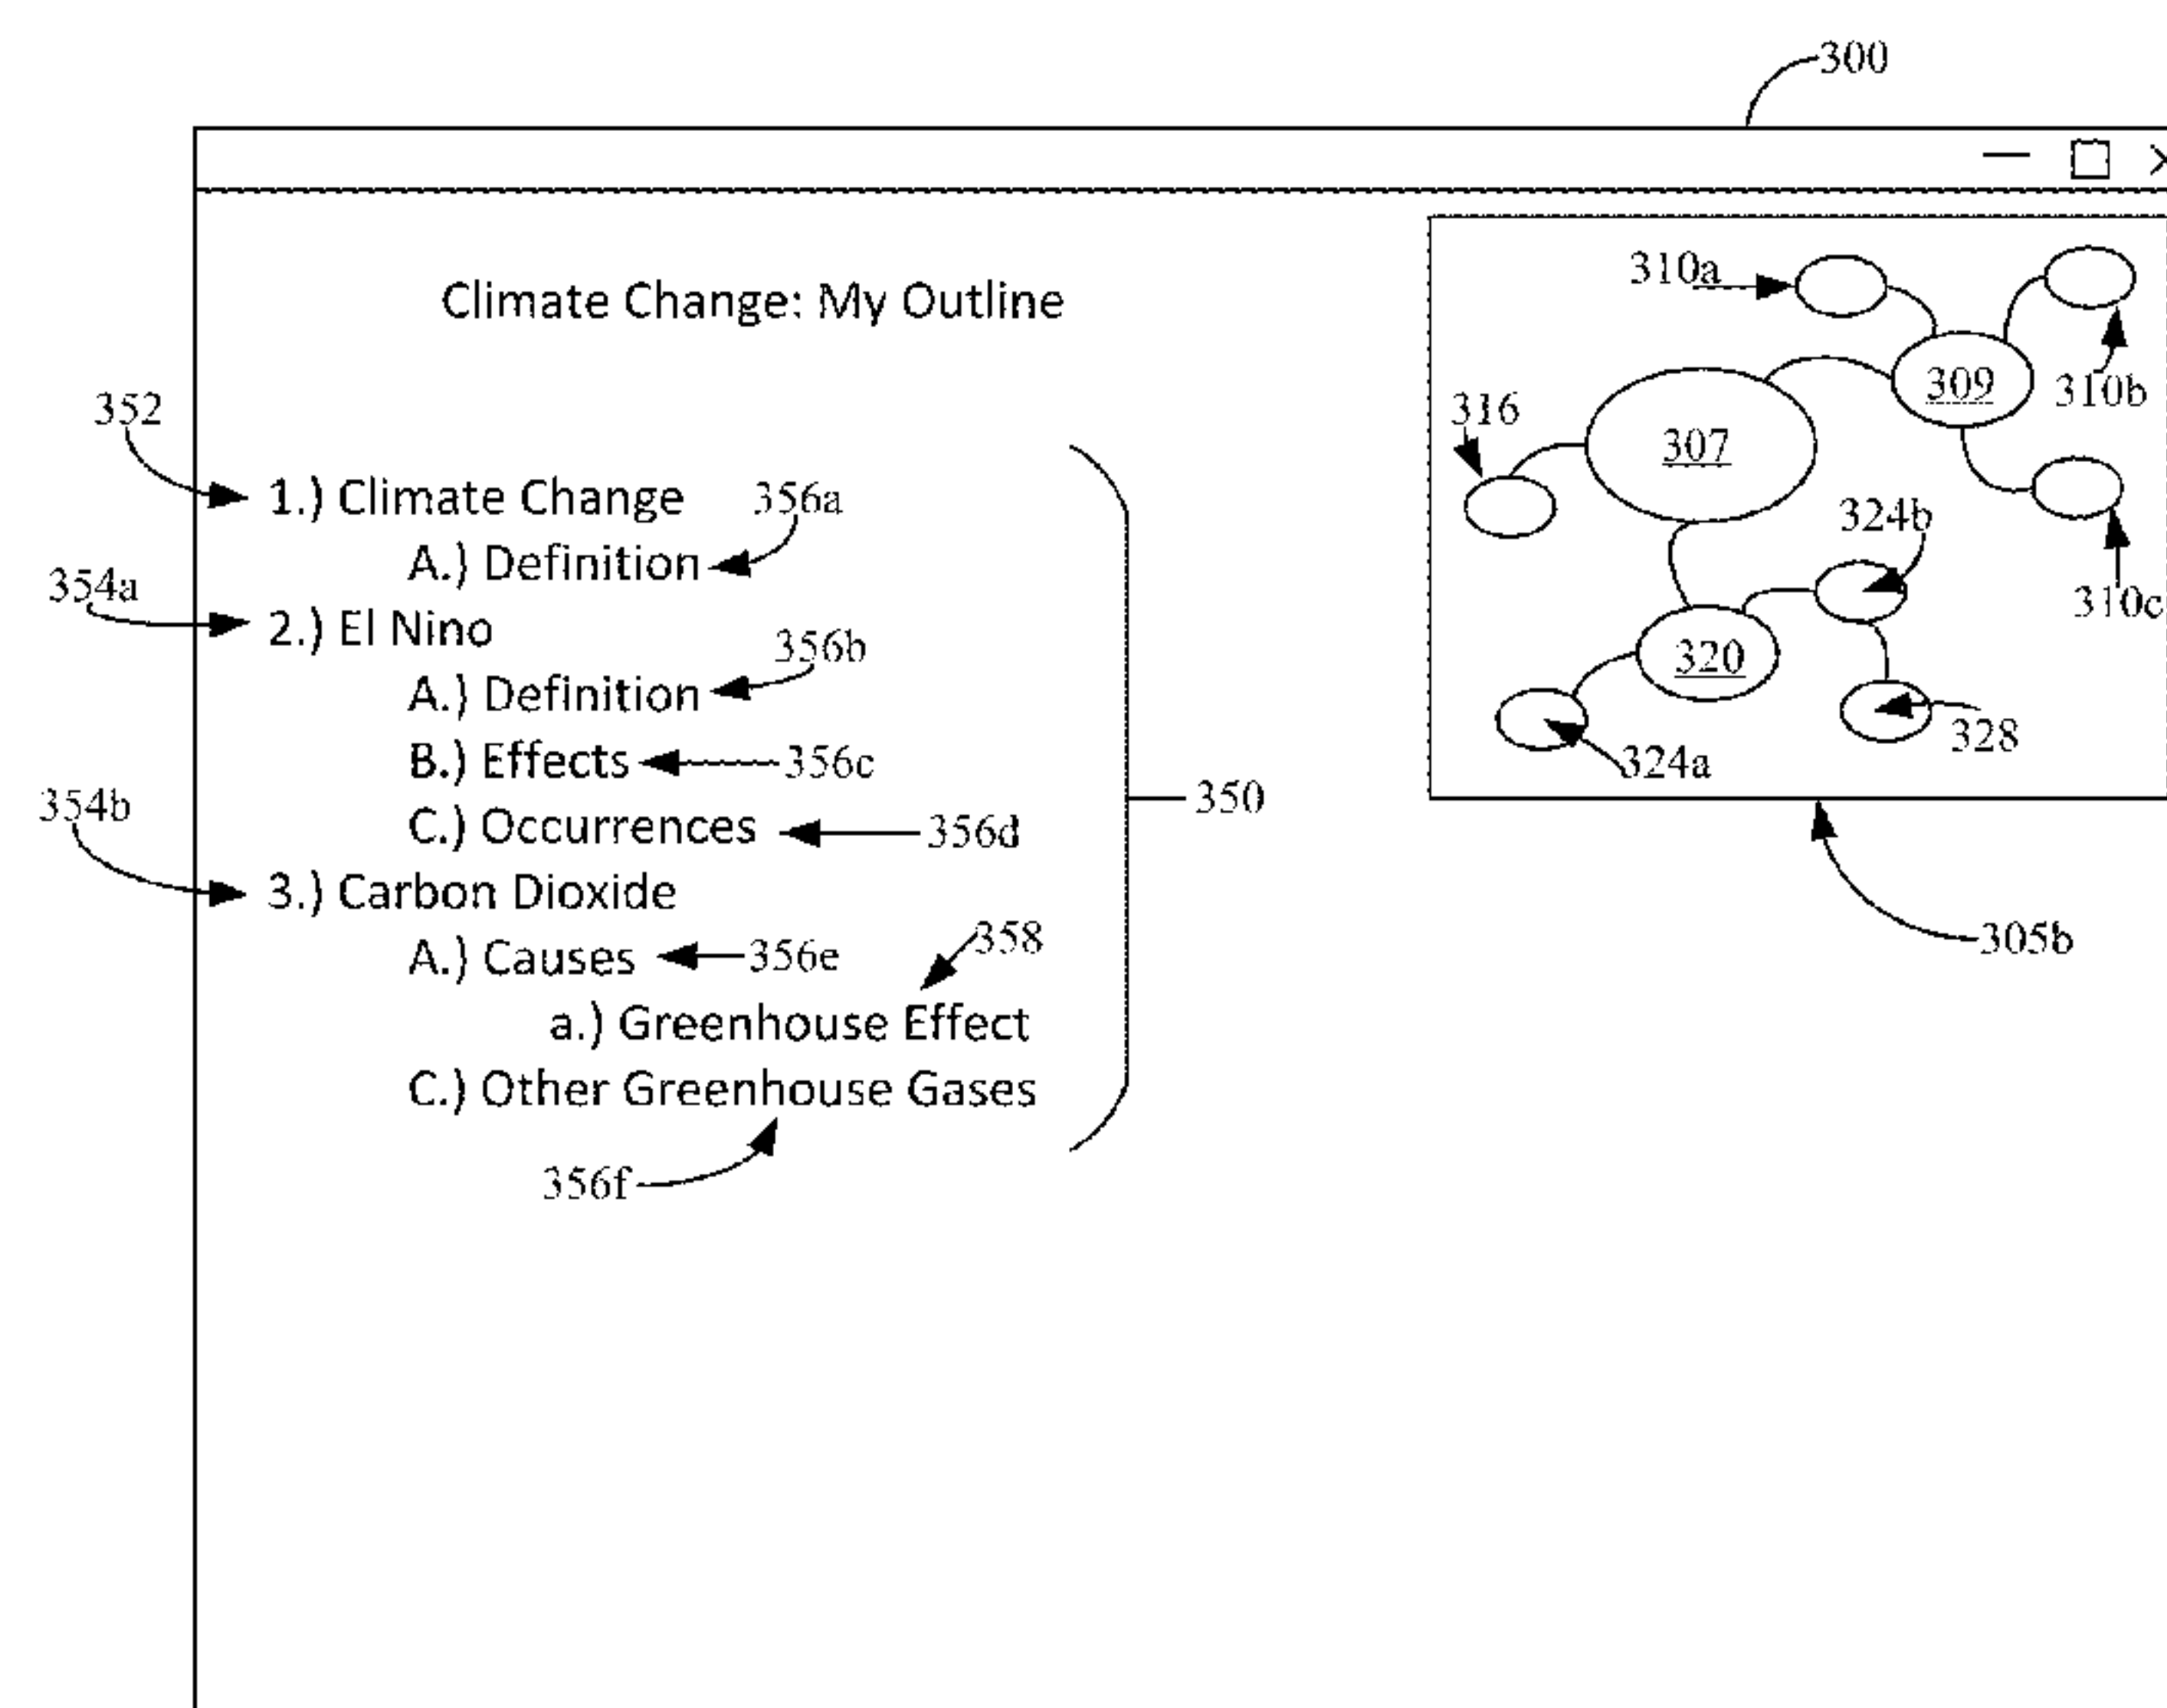 300
Climate Change: My Outline
352
1.) Climate Change
356a
A.) Definition
354a
2.) El Nino
356b
A.) Definition
B.) Effects
356c
354b
C.) Occurrences
356d
3.) Carbon Dioxide
A.) Causes
356e
358
a.) Greenhouse Effect
C.) Other Greenhouse Gases
356f
350
310a
309
310b
316
307
324b
310c
320
328
324a
305b